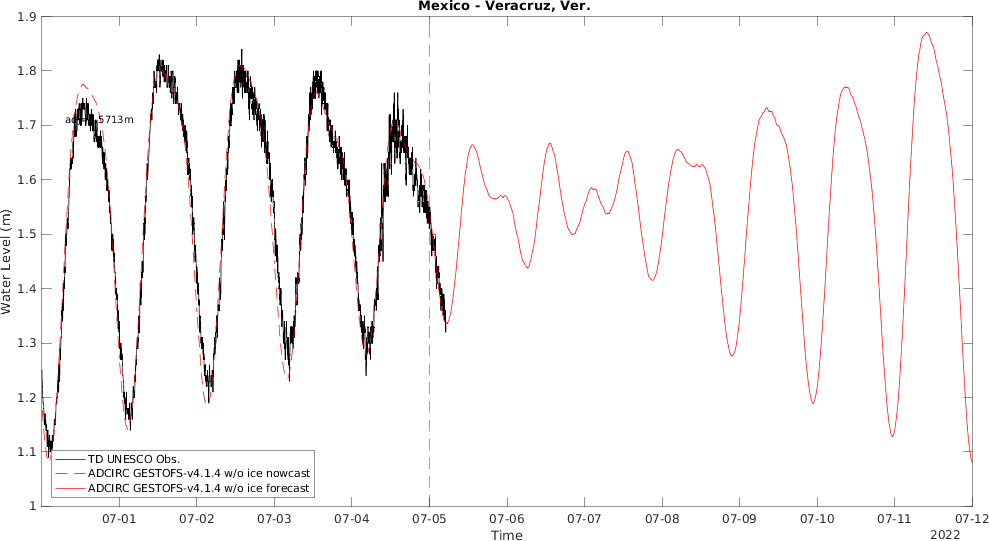 Mexico - Veracruz, Ver.
1.9
1.8
1.7
1.6
1.5
1.4
1.3
1.2
1.1
1
Water Level (m)
5713m
TD UNESCO Obs.
ADCIRC GESTOFS-v4.1.4 w/o ice nowcast
ADCIRC GESTOFS-v4.1.4 w/o ice forecast
07-01 07-02 07-03 07-04 07-05 07-06 07-07 07-08 07-09 07-10 07-11 07-12
Time
2022